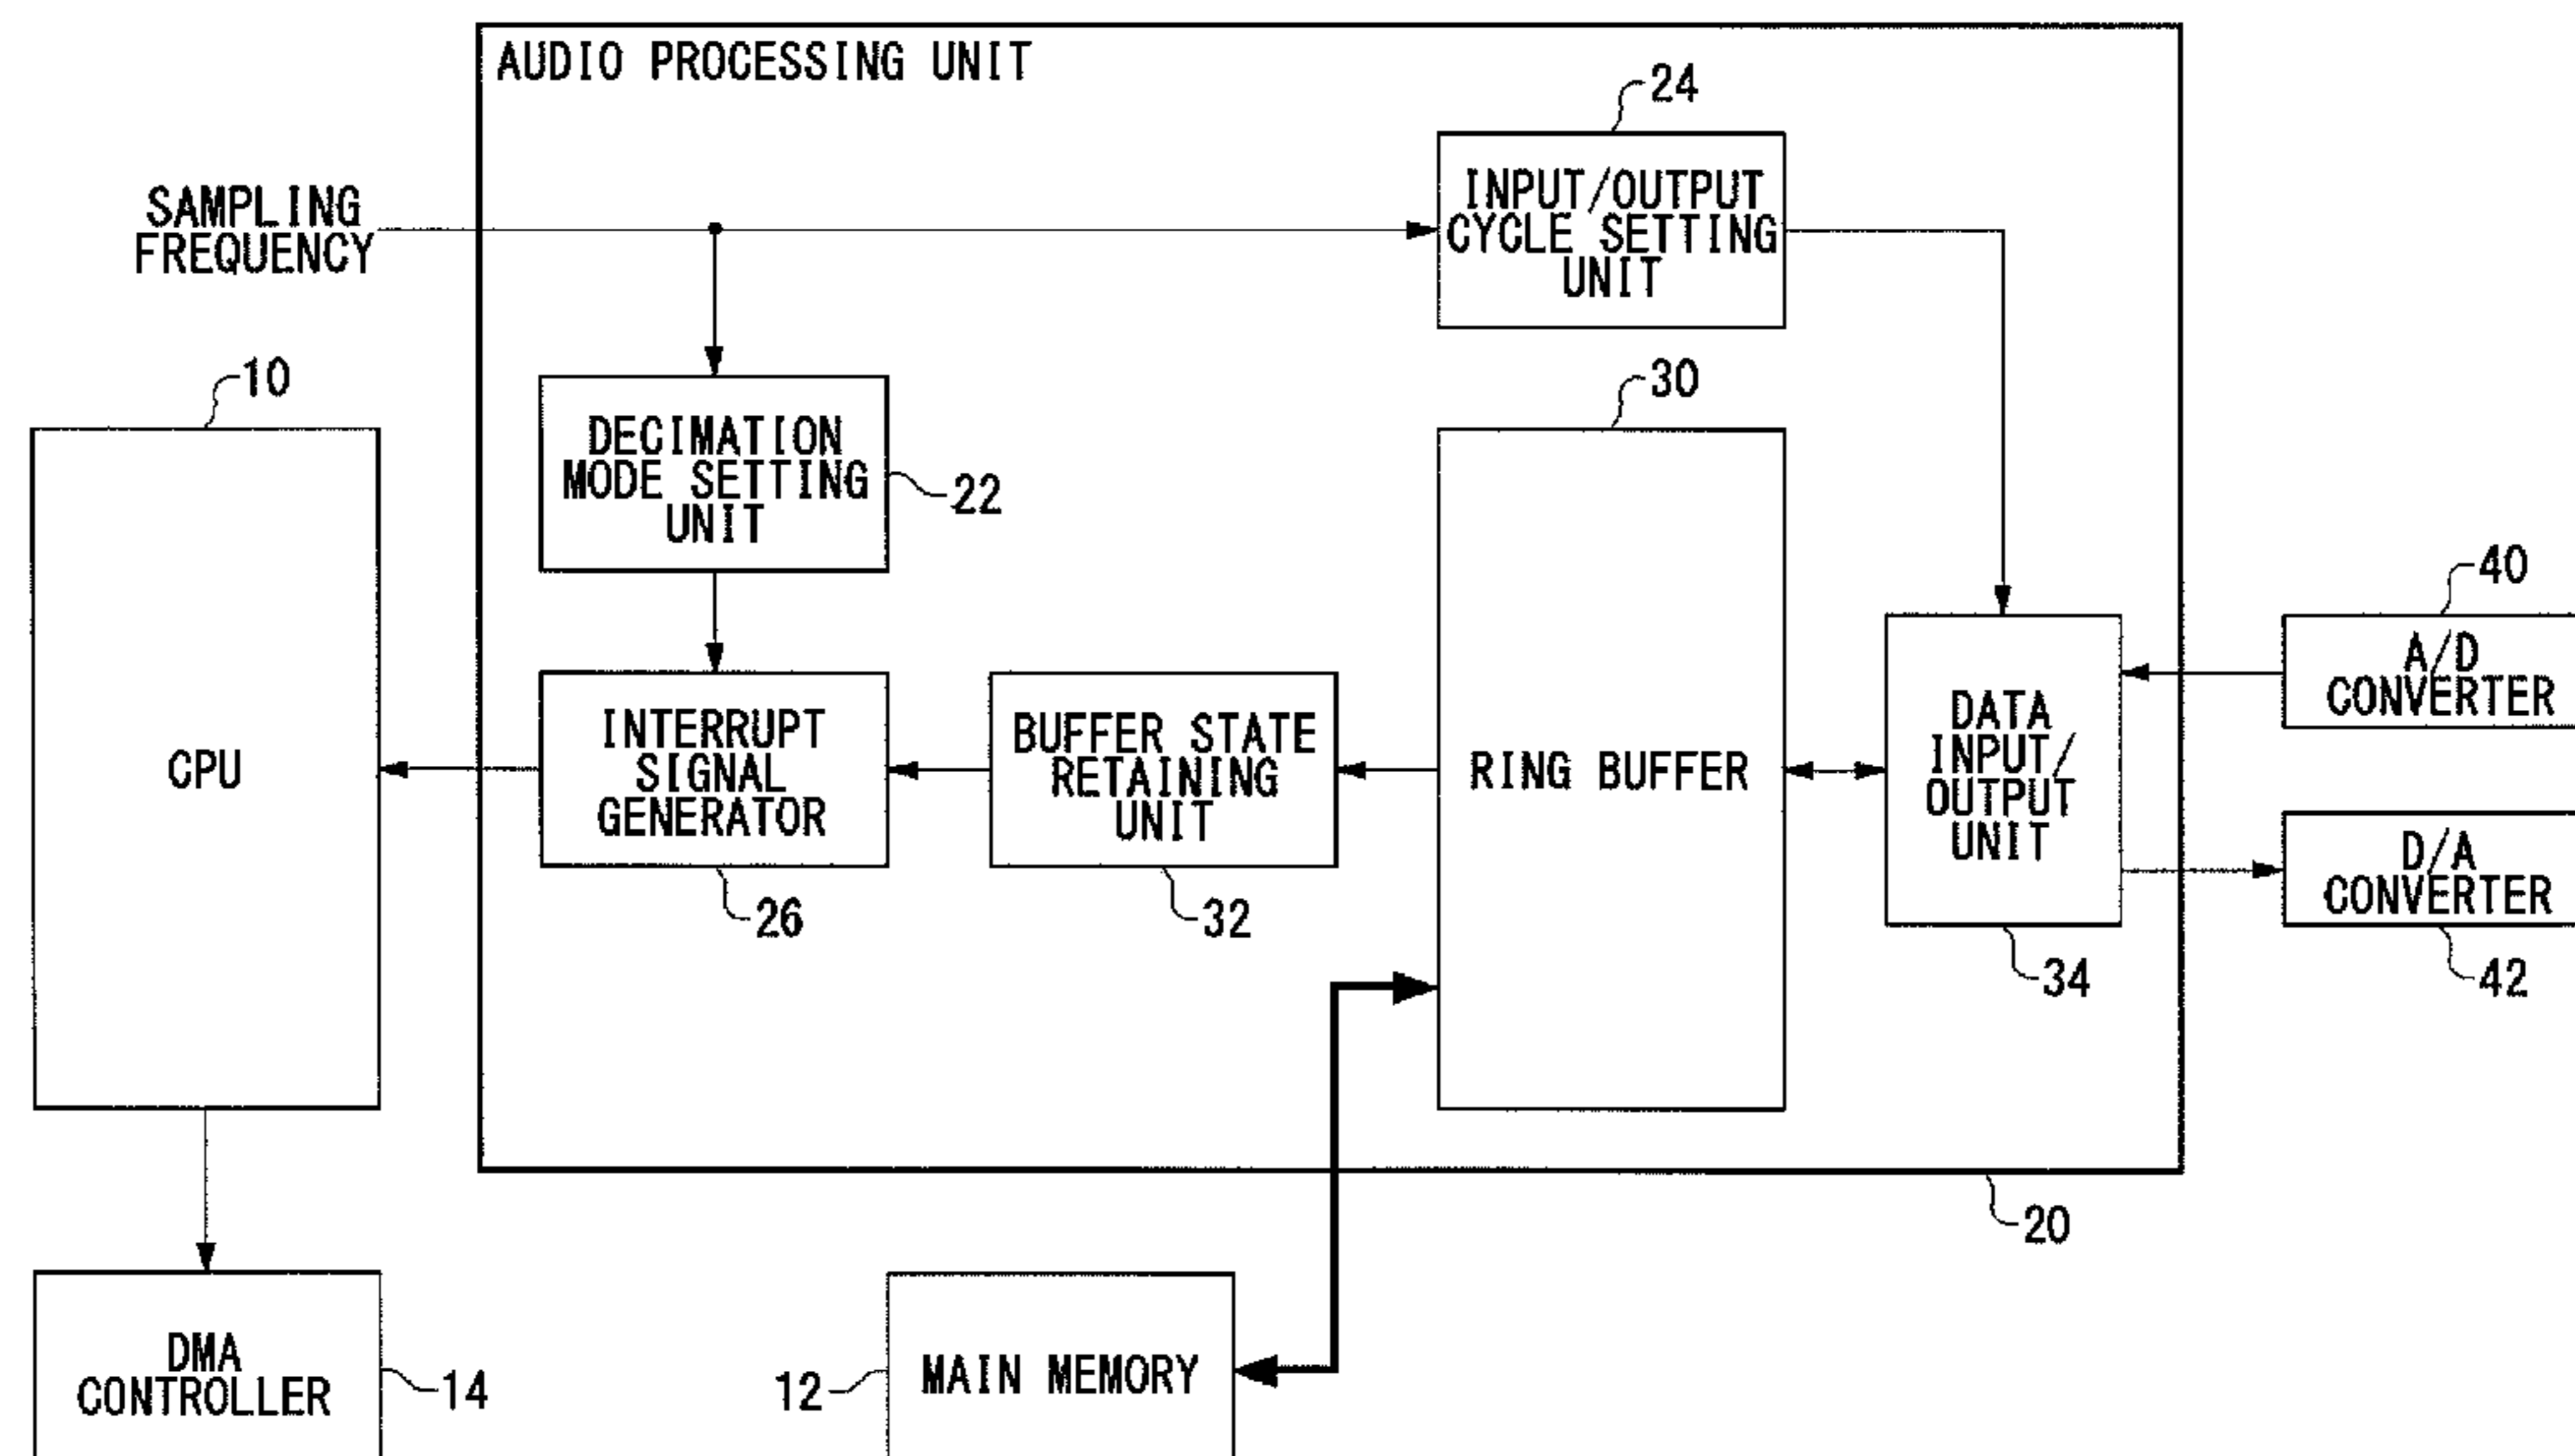 AUDIO PROCESSING UNIT
24
SAMPLING
FREQUENCY
INPUT/OUTPUT
CYCLE SETTING
UNIT
10
30
DECIMATION
MODE SETTING
UNIT
22
40
A/D
CONVERTER
CPU
INTERRUPT
SIGNAL
GENERATOR
BUFFER STATE
RETAINING
UNIT
RING BUFFER
DATA
INPUT/
OUTPUT
UNIT
D/A
CONVERTER
26
32
34
42
20
DMA
CONTROLLER
14
12
MAIN MEMORY